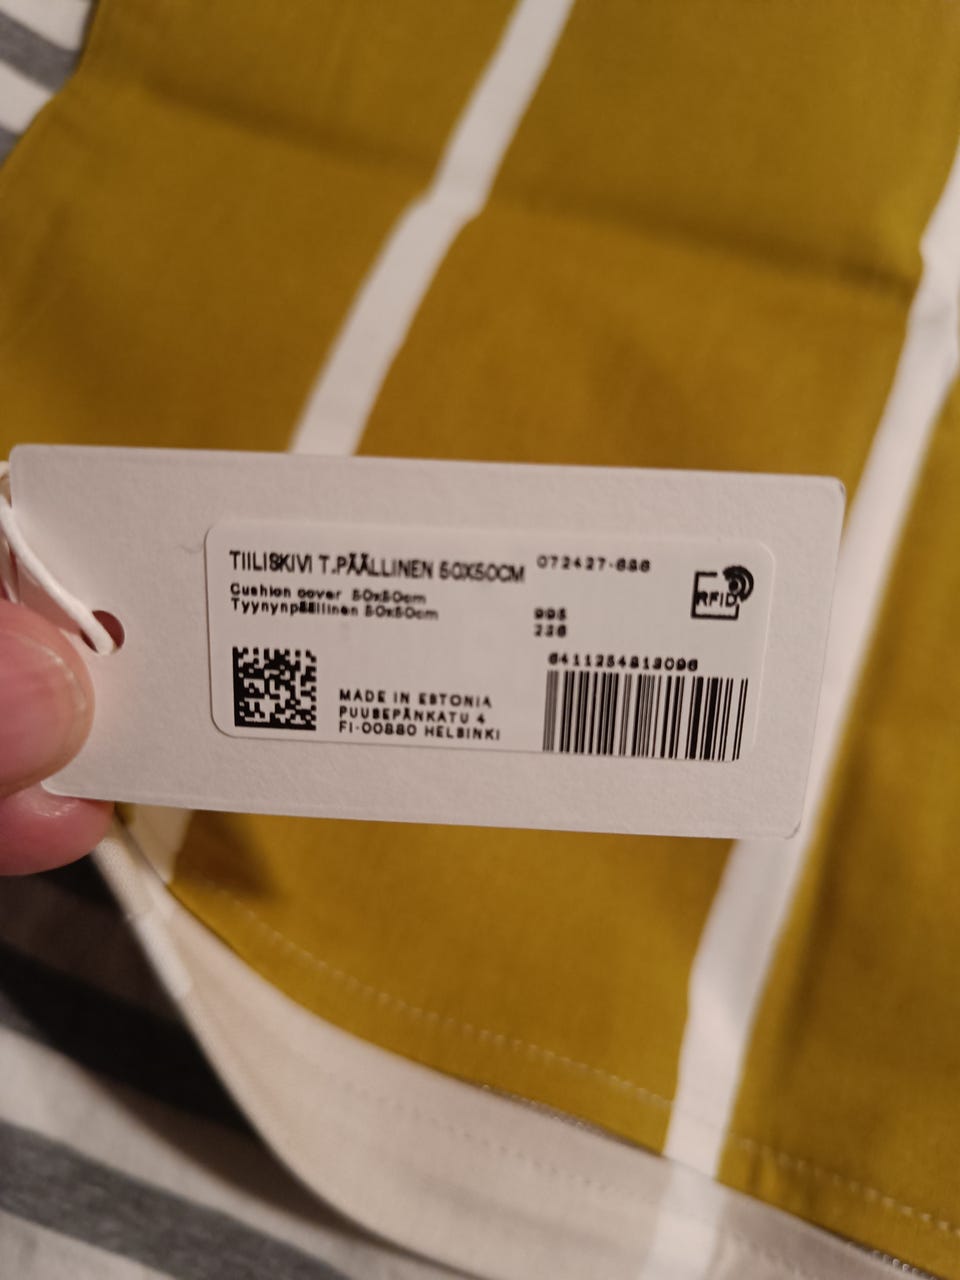 TIILISKIVI T.PÄÄLLINEN 50X50CM
072427-686
Cushion cover 50x50cm
Tyynynpäällinen 50x50cm
RFID
995
236
6411254813096
MADE IN ESTONIA
PUUSEPÄNKATU 4
FI-00880 HELSINKI